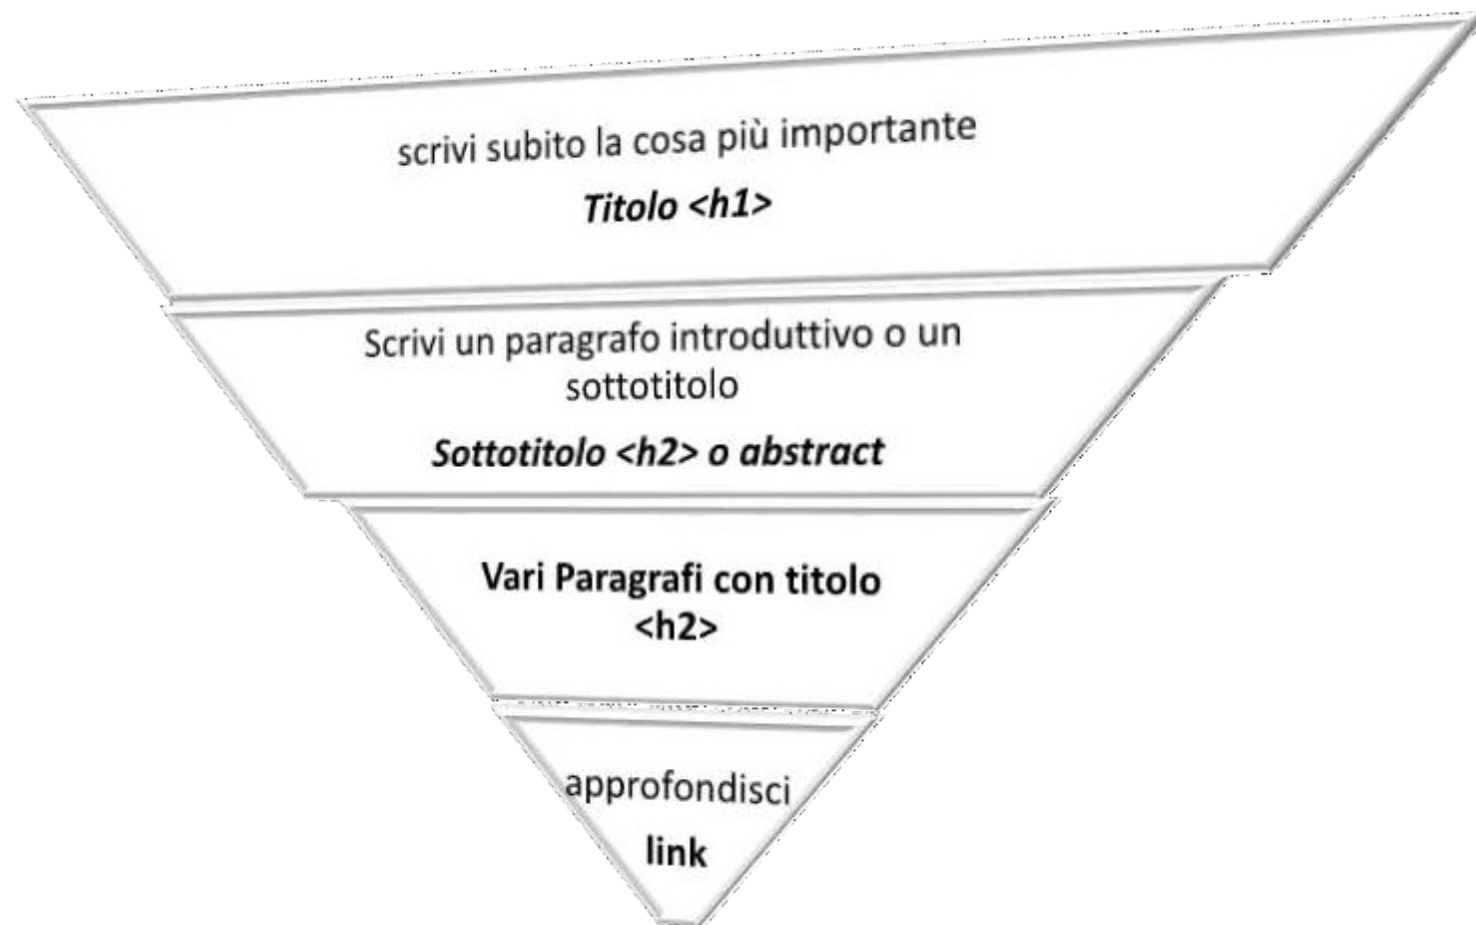 scrivi subito la cosa più importante
Titolo <h1>
Scrivi un paragrafo introduttivo o un
sottotitolo
Sottotitolo <h2> o abstract
Vari Paragrafi con titolo
<h2>
approfondisci
link